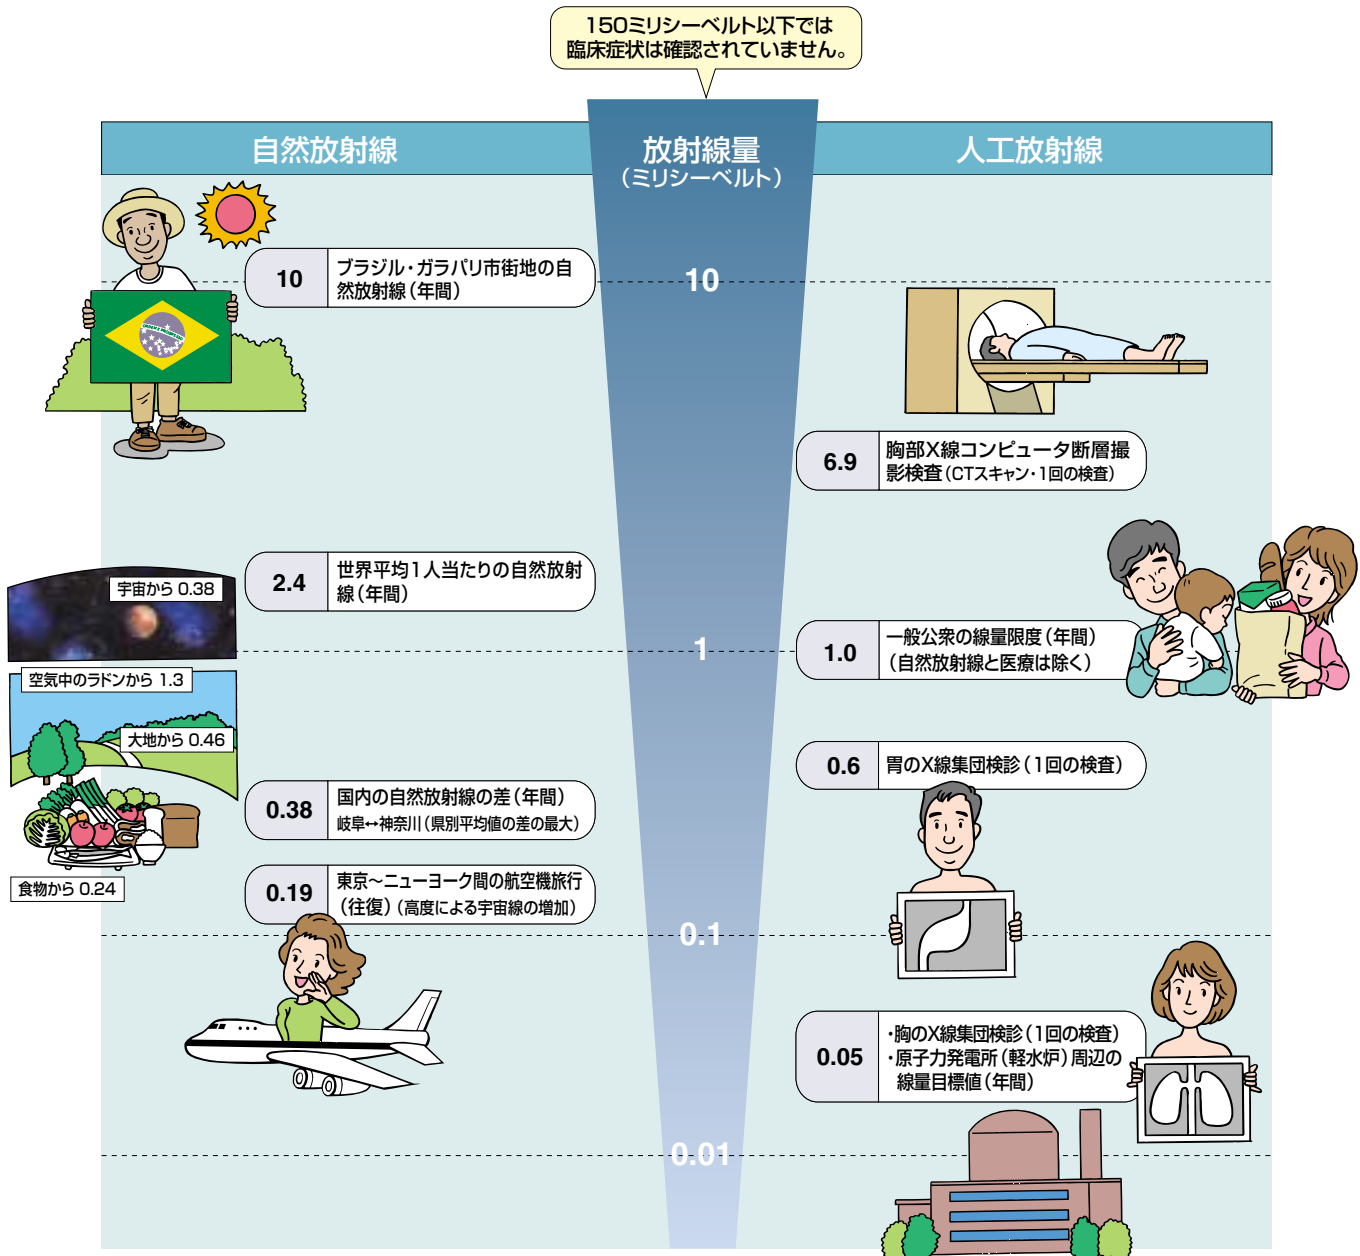 150ミリシーベルト以下では
臨床症状は確認されていません。
自然放射線
放射線量
(ミリシーベルト)
人工放射線
10
ブラジル・ガラパリ市街地の自
然放射線(年間)
10
6.9
胸部X線コンピュータ断層撮
影検査(CTスキャン・1回の検査)
2.4
世界平均1人当たりの自然放射
線(年間)
宇宙から 0.38
1
1.0
一般公衆の線量限度(年間)
(自然放射線と医療は除く)
空気中のラドンから 1.3
大地から 0.46
0.6
胃のX線集団検診(1回の検査)
0.38
国内の自然放射線の差(年間)
岐阜↔神奈川(県別平均値の差の最大)
食物から 0.24
0.19
東京～ニューヨーク間の航空機旅行
(往復)(高度による宇宙線の増加)
0.1
0.05
・胸のX線集団検診(1回の検査)
・原子力発電所(軽水炉)周辺の
線量目標値(年間)
0.01